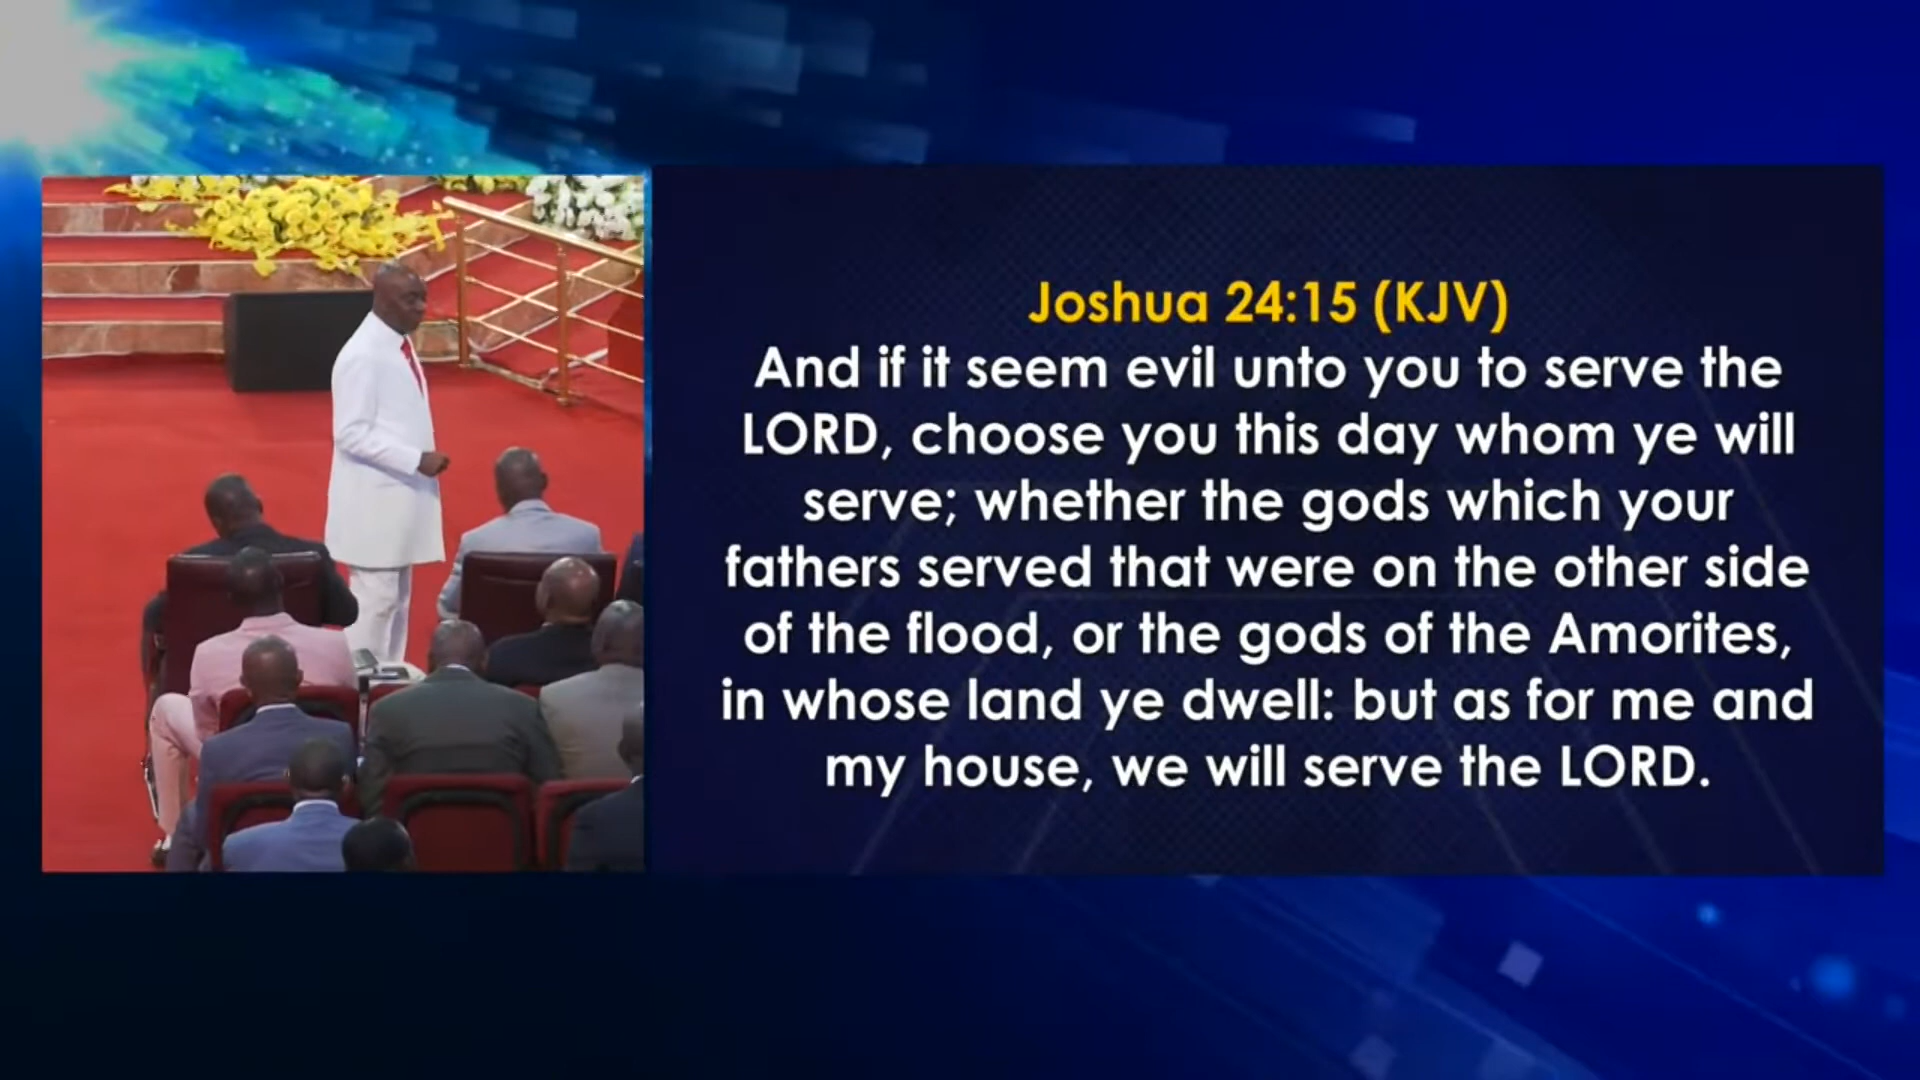 Joshua 24:15 (KJV)
And if it seem evil unto you to serve the
LORD, choose you this day whom ye will
serve; whether the gods which your
fathers served that were on the other side
of the flood, or the gods of the Amorites,
in whose land ye dwell: but as for me and
my house, we will serve the LORD.